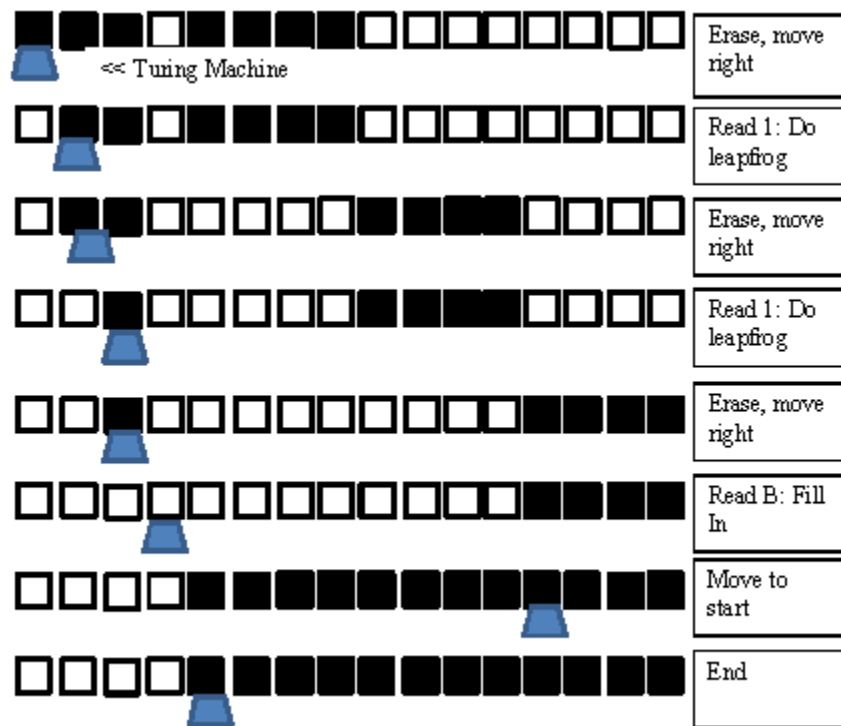 Erase, move
right
<< Turing Machine
Read 1: Do
leapfrog
Erase, move
right
Read 1: Do
leapfrog
Erase, move
right
Read B: Fill
In
Move to
start
End